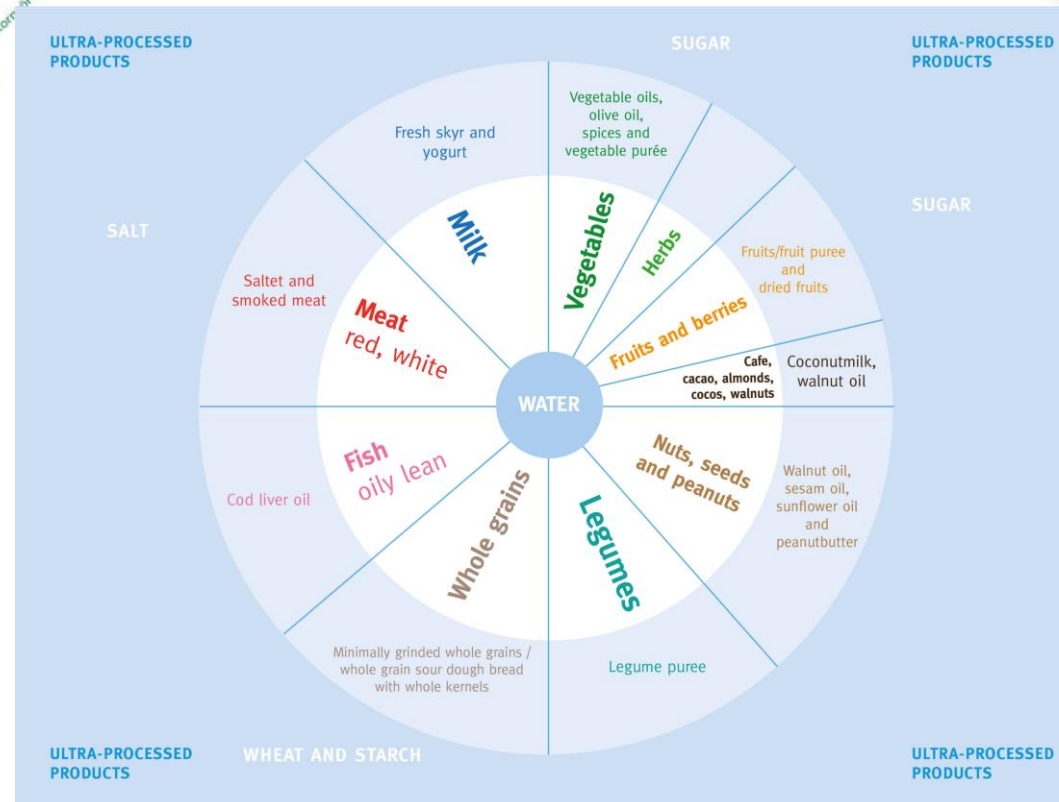 ULTRA-PROCESSED
PRODUCTS
SUGAR
ULTRA-PROCESSED
PRODUCTS
Vegetable oils,
olive oil,
spices and
vegetable purée
Fresh skyr and
yogurt
SALT
SUGAR
Milk
Vegetables
Herbs
Fruits/fruit puree
and
dried fruits
Saltet and
smoked meat
Meat
red, white
Fruits and berries
Cafe,
cacao, almonds,
cocos, walnuts
Coconutmilk,
walnut oil
WATER
Fish
oily lean
Nuts, seeds
and peanuts
Cod liver oil
Walnut oil,
sesam oil,
sunflower oil
and
peanutbutter
Whole grains
Legumes
Minimally grinded whole grains /
whole grain sour dough bread
with whole kernels
Legume puree
ULTRA-PROCESSED
PRODUCTS
WHEAT AND STARCH
ULTRA-PROCESSED
PRODUCTS